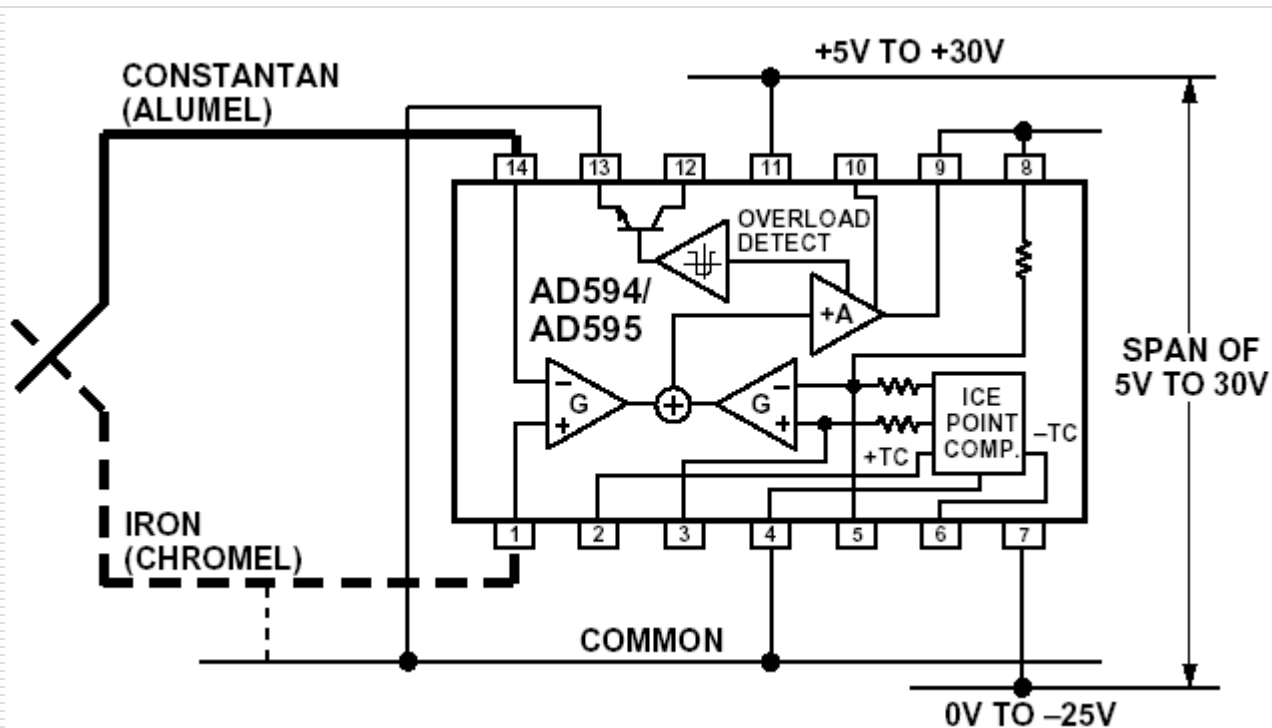 +5V TO +30V
CONSTANTAN
(ALUMEL)
14
13
12
11
10
9
8
OVERLOAD
DETECT
AD594/
AD595
+A
SPAN OF
5V TO 30V
–
G
+
+
–
G
+
ICE
POINT
COMP.
+TC
–TC
IRON
(CHROMEL)
1
2
3
4
5
6
7
COMMON
0V TO –25V